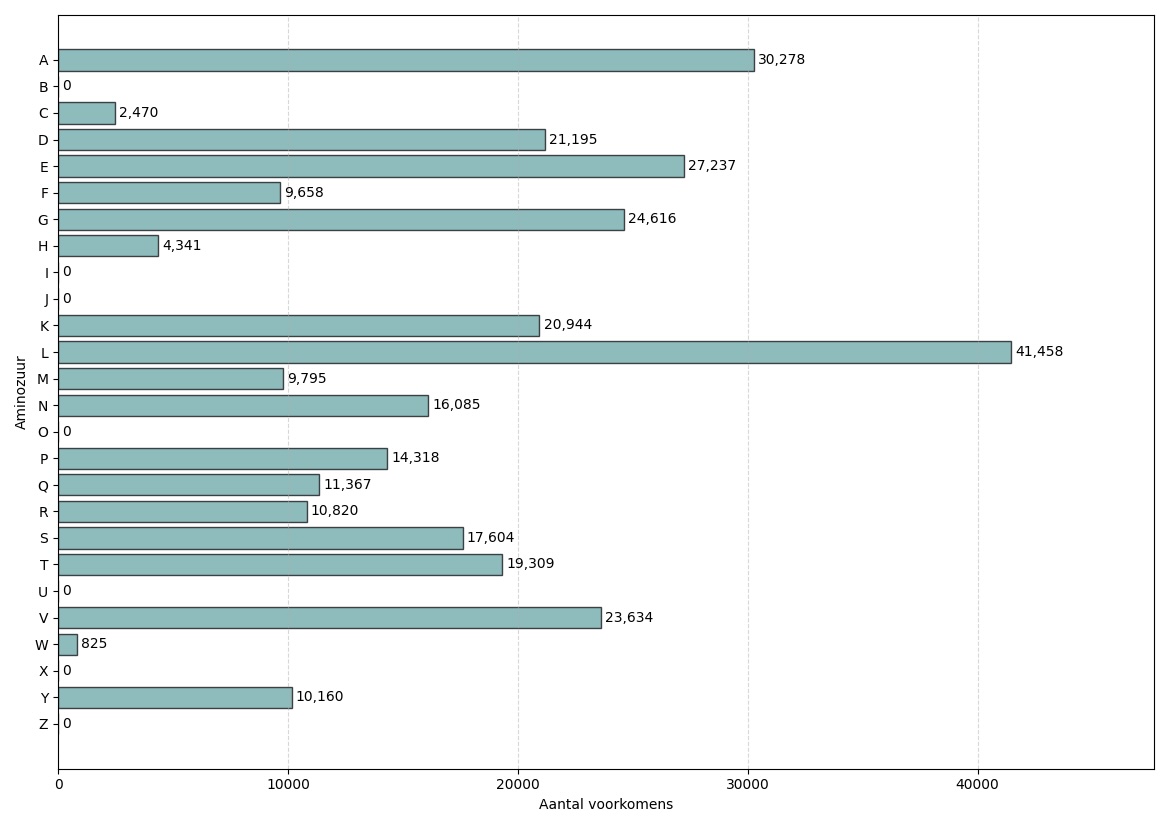 A 30,278
B 0
C 2,470
D 21,195
E 27,237
F 9,658
G 24,616
H 4,341
I 0
J 0
K 20,944
L 41,458
M 9,795
N 16,085
O 0
P 14,318
Q 11,367
R 10,820
S 17,604
T 19,309
U 0
V 23,634
W 825
X 0
Y 10,160
Z 0
Aminozuur
0 10000 20000 30000 40000
Aantal voorkomens